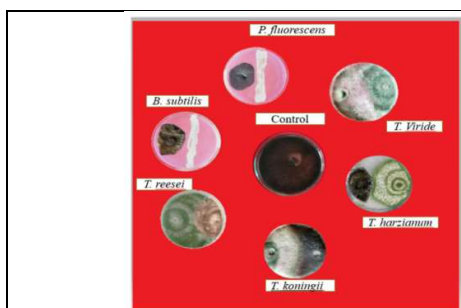 P. fluorescens
B. subtilis
T. Viride
Control
T. reesei
T. harzianum
T. koningii